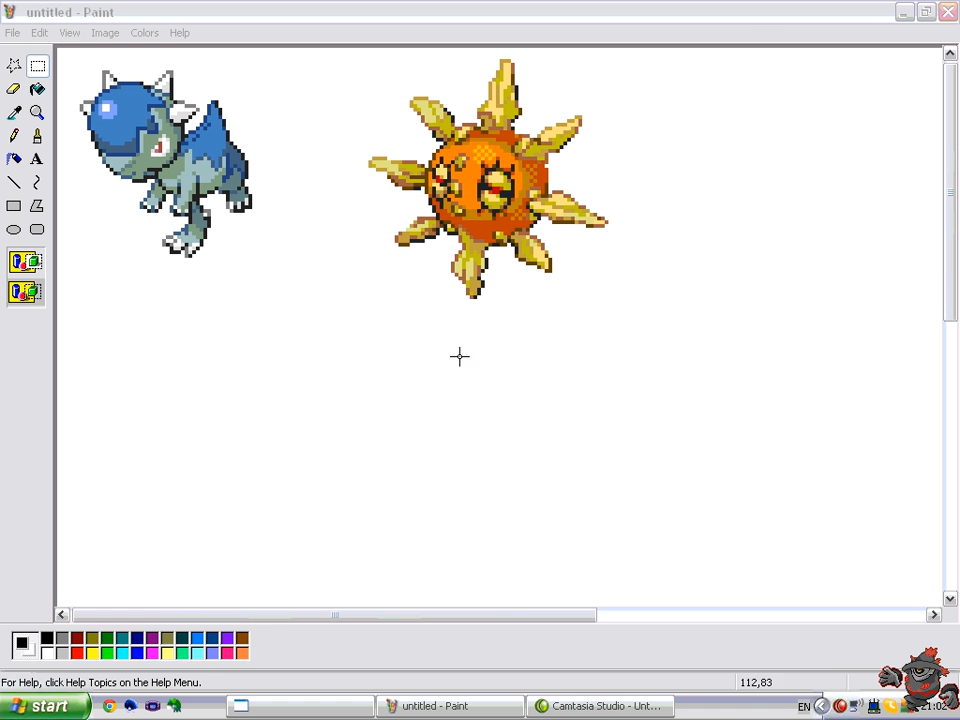 untitled - Paint
File Edit View Image Colors Help
A
For Help, click Help Topics on the Help Menu.
112,83
start
untitled - Paint
Camtasia Studio - Unt...
EN
21:02